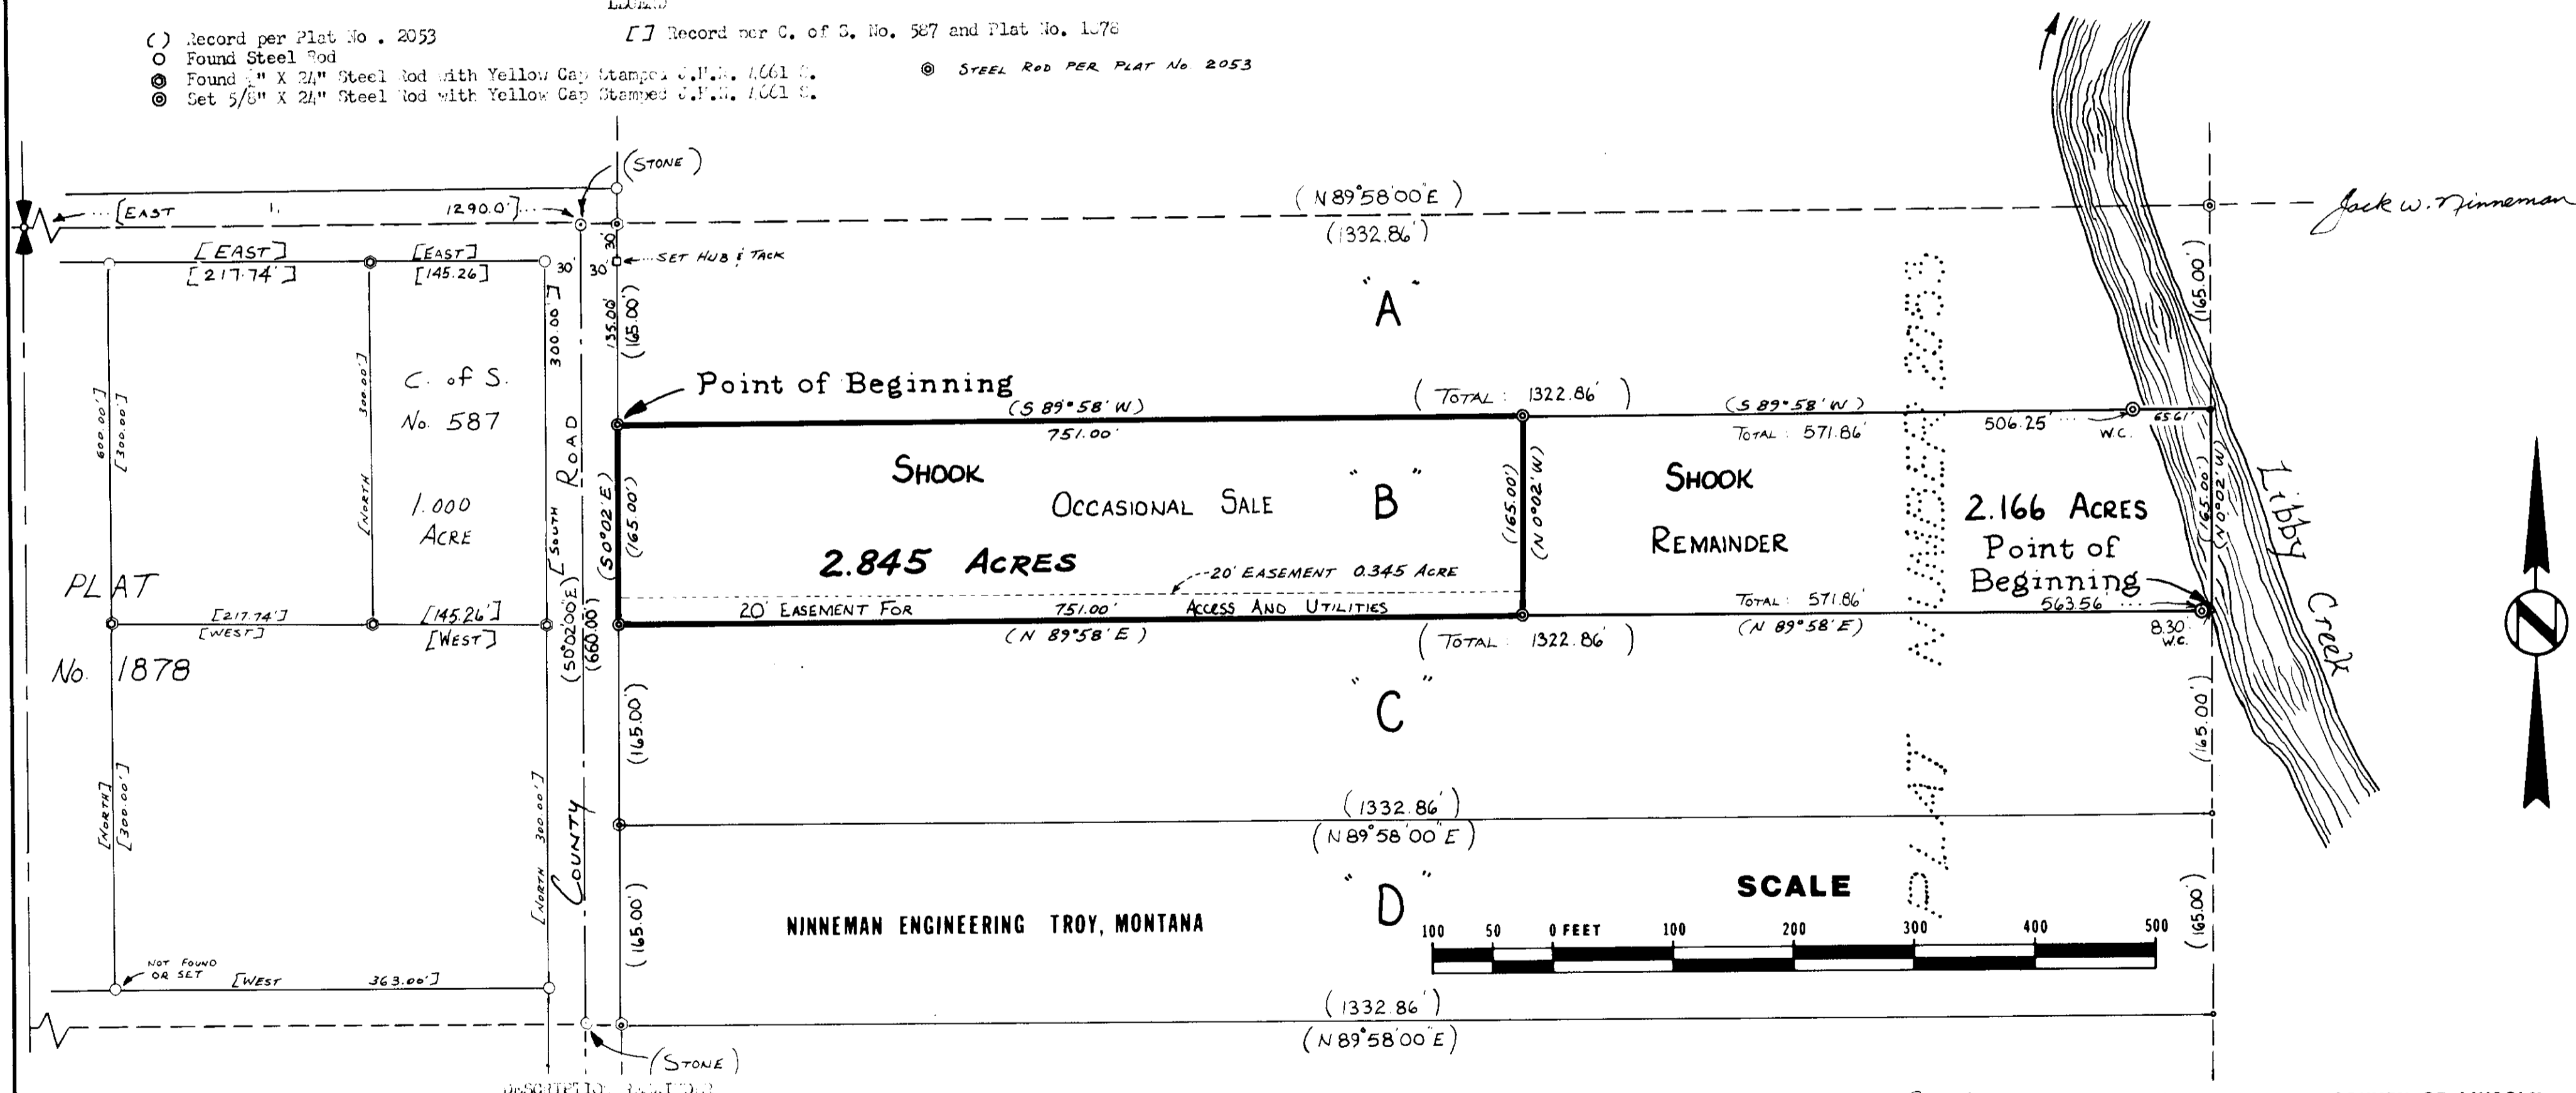 ( ) Record per Plat No . 2053
[ ] Record per C. of S. No. 587 and Plat No. 1878
Found Steel Rod
Found X 24" Steel Rod with Yellow Cap Stamped
Set 5/8" X 24" Steel Rod with Yellow Cap Stamped
STEEL ROD PER PLAT No. 2053
(STONE)
[EAST 1290.0']
(N 89°58'00"E)
(1332.86')
Jack W. Ninneman
[EAST]
[217.74']
[EAST]
[145.26]
30'
30'
30'
SET HUB & TACK
135.00'
(165.00')
(165.00')
"A"
[SOUTH 300.00']
600.00']
[300.00']
[NORTH 300.00']
C. of S.
No. 587
1.000
ACRE
COUNTY ROAD
Point of Beginning
(S 89°58' W)
751.00'
(TOTAL: 1322.86')
(S 89°58' W)
TOTAL: 571.86'
506.25'
W.C.
65.61'
SHOOK
OCCASIONAL SALE
"B"
2.845 ACRES
(S 0°02' E)
(165.00')
(165.00')
(N 0°02' W)
SHOOK
REMAINDER
2.166 ACRES
Point of
Beginning
(165.00')
(N 0°02' W)
Libby Creek
20' EASEMENT 0.345 ACRE
20' EASEMENT FOR
751.00'
ACCESS AND UTILITIES
(N 89°58' E)
(TOTAL: 1322.86')
TOTAL: 571.86'
(N 89°58' E)
563.56'
8.30'
W.C.
N
PLAT
No. 1878
[217.74']
[WEST]
[145.26']
[WEST]
(S0°02'00"E)
(660.00')
(165.00')
"C"
(165.00')
PLAT NUMBER 2053
[NORTH]
[300.00']
[NORTH 300.00']
(1332.86')
(N 89°58'00"E)
(165.00')
"D"
(165.00')
NINNEMAN ENGINEERING TROY, MONTANA
SCALE
100 50 0 FEET 100 200 300 400 500
NOT FOUND
OR SET
[WEST 363.00']
(1332.86')
(N 89°58'00"E)
(STONE)